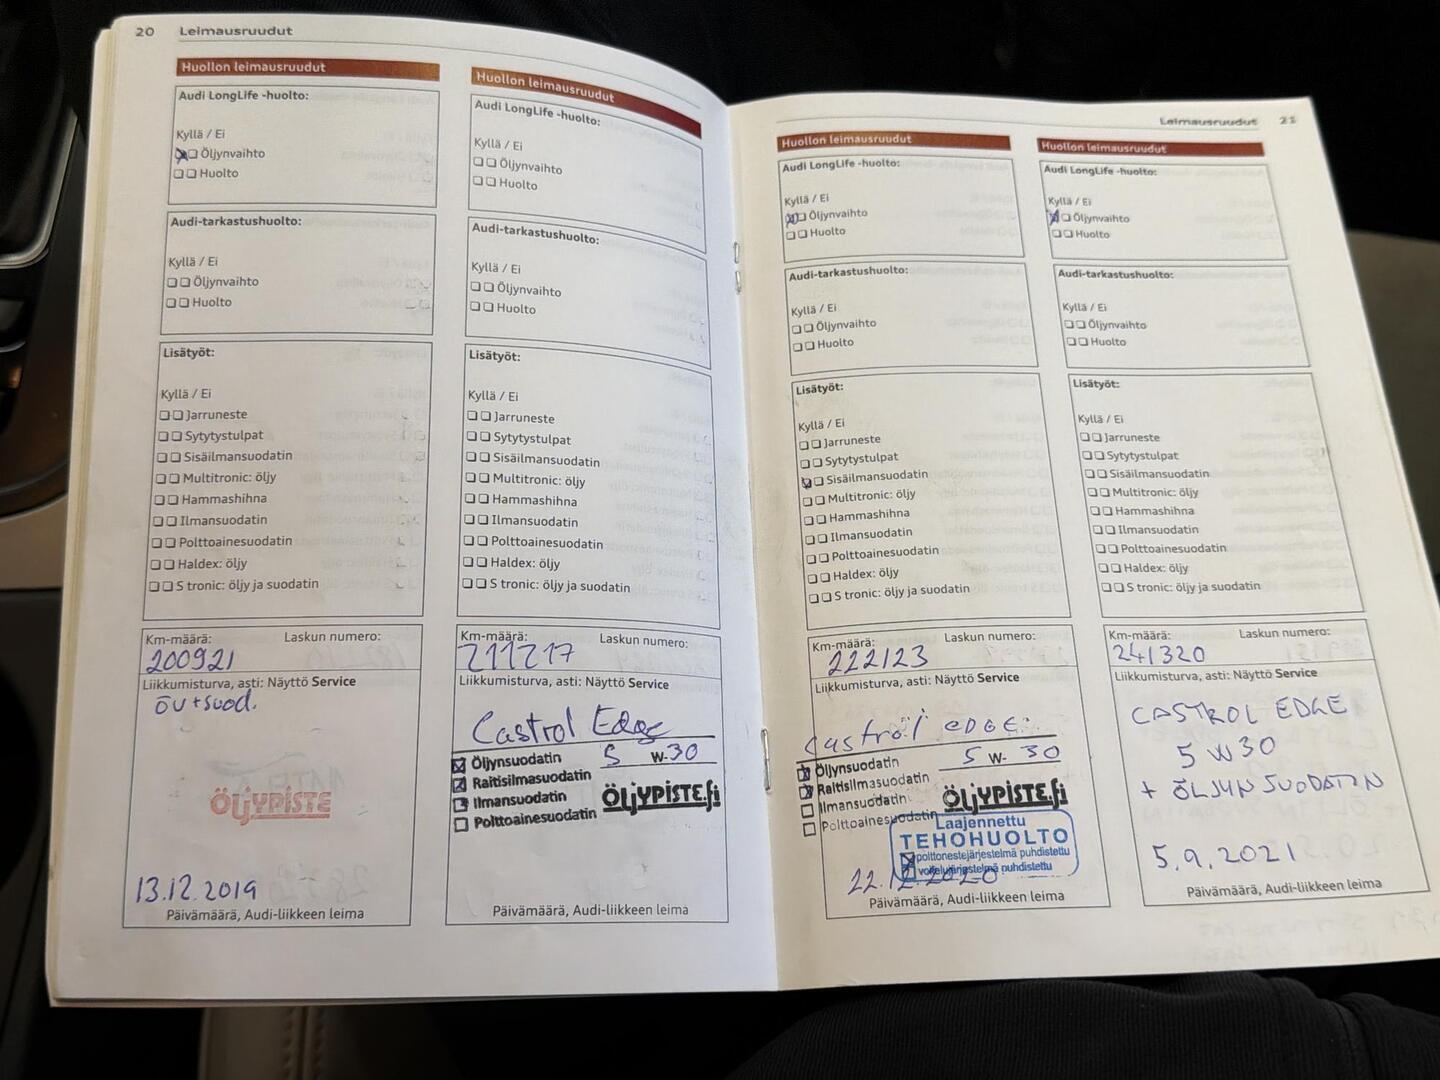 20 Leimausruudut
Huollon leimausruudut
Audi LongLife -huolto:
Kyllä / Ei
Öljynvaihto
Huolto
Audi-tarkastushuolto:
Kyllä / Ei
Öljynvaihto
Huolto
Lisätyöt:
Kyllä / Ei
Jarruneste
Sytytystulpat
Sisäilmansuodatin
Multitronic: öljy
Hammashihna
Ilmansuodatin
Polttoainesuodatin
Haldex: öljy
S tronic: öljy ja suodatin
Km-määrä: Laskun numero:
200921
Liikkumisturva, asti: Näyttö Service
ÖV+suod.
ÖLJYPISTE
13.12.2019
Päivämäärä, Audi-liikkeen leima
Huollon leimausruudut
Audi LongLife -huolto:
Kyllä / Ei
Öljynvaihto
Huolto
Audi-tarkastushuolto:
Kyllä / Ei
Öljynvaihto
Huolto
Lisätyöt:
Kyllä / Ei
Jarruneste
Sytytystulpat
Sisäilmansuodatin
Multitronic: öljy
Hammashihna
Ilmansuodatin
Polttoainesuodatin
Haldex: öljy
S tronic: öljy ja suodatin
Km-määrä: Laskun numero:
211217
Liikkumisturva, asti: Näyttö Service
Castrol Edge
Öljynsuodatin 5 W-30
Raitisilmasuodatin
Ilmansuodatin ÖLJYPISTE.fi
Polttoainesuodatin
Päivämäärä, Audi-liikkeen leima
Leimausruudut 21
Huollon leimausruudut
Audi LongLife -huolto:
Kyllä / Ei
Öljynvaihto
Huolto
Audi-tarkastushuolto:
Kyllä / Ei
Öljynvaihto
Huolto
Lisätyöt:
Kyllä / Ei
Jarruneste
Sytytystulpat
Sisäilmansuodatin
Multitronic: öljy
Hammashihna
Ilmansuodatin
Polttoainesuodatin
Haldex: öljy
S tronic: öljy ja suodatin
Km-määrä: Laskun numero:
222123
Liikkumisturva, asti: Näyttö Service
Castrol EDGE
Öljynsuodatin 5 W- 30
Raitisilmasuodatin
Ilmansuodatin ÖLJYPISTE.fi
Polttoainesuodatin
Laajennettu
TEHOHUOLTO
polttonestejärjestelmä puhdistettu
voitelujärjestelmä puhdistettu
22.12.2020
Päivämäärä, Audi-liikkeen leima
Huollon leimausruudut
Audi LongLife -huolto:
Kyllä / Ei
Öljynvaihto
Huolto
Audi-tarkastushuolto:
Kyllä / Ei
Öljynvaihto
Huolto
Lisätyöt:
Kyllä / Ei
Jarruneste
Sytytystulpat
Sisäilmansuodatin
Multitronic: öljy
Hammashihna
Ilmansuodatin
Polttoainesuodatin
Haldex: öljy
S tronic: öljy ja suodatin
Km-määrä: Laskun numero:
241320
Liikkumisturva, asti: Näyttö Service
CASTROL EDGE
5 W30
+ ÖLJYNSUODATIN
5.9.2021
Päivämäärä, Audi-liikkeen leima